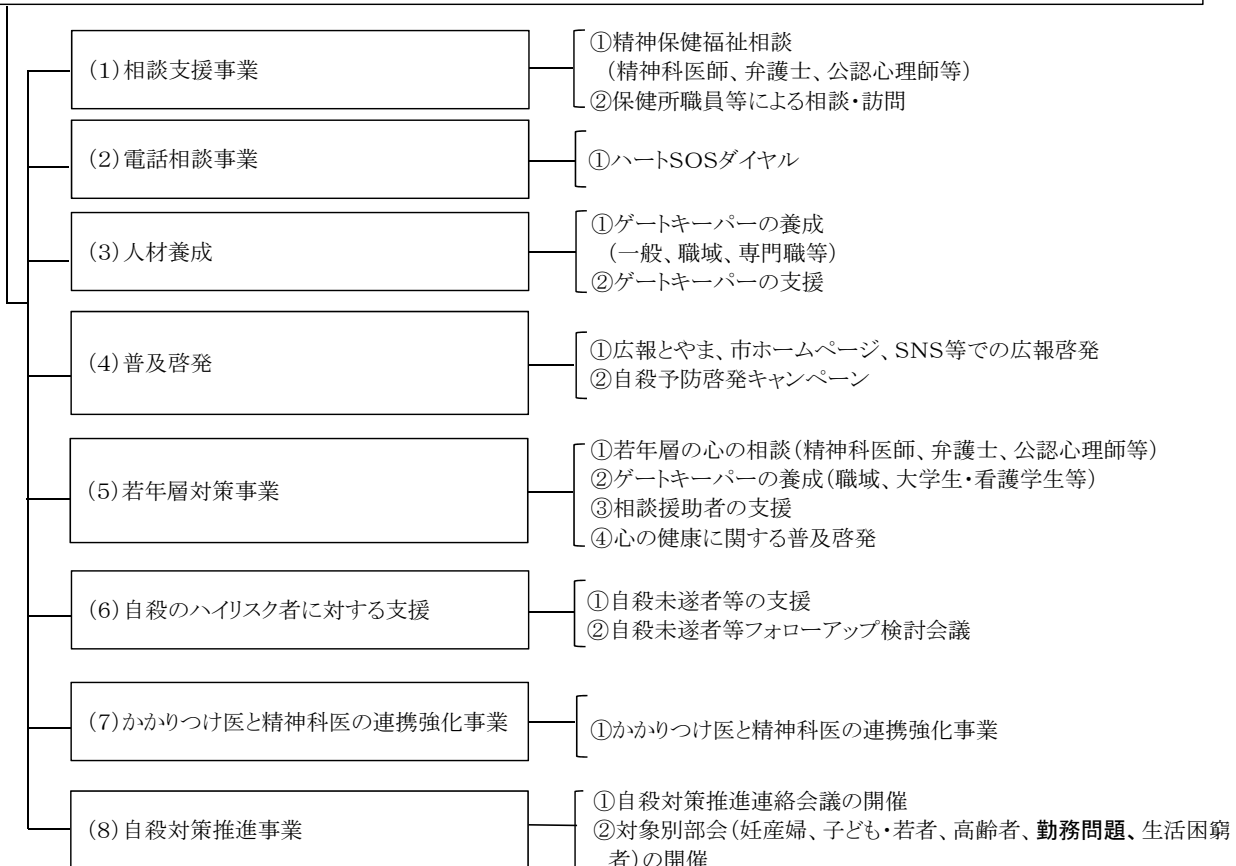 (1)相談支援事業
①精神保健福祉相談
(精神科医師、弁護士、公認心理師等)
②保健所職員等による相談・訪問
(2)電話相談事業
①ハートSOSダイヤル
(3)人材養成
①ゲートキーパーの養成
(一般、職域、専門職等)
②ゲートキーパーの支援
(4)普及啓発
①広報とやま、市ホームページ、SNS等での広報啓発
②自殺予防啓発キャンペーン
(5)若年層対策事業
①若年層の心の相談(精神科医師、弁護士、公認心理師等)
②ゲートキーパーの養成(職域、大学生・看護学生等)
③相談援助者の支援
④心の健康に関する普及啓発
(6)自殺のハイリスク者に対する支援
①自殺未遂者等の支援
②自殺未遂者等フォローアップ検討会議
(7)かかりつけ医と精神科医の連携強化事業
①かかりつけ医と精神科医の連携強化事業
(8)自殺対策推進事業
①自殺対策推進連絡会議の開催
②対象別部会(妊産婦、子ども・若者、高齢者、勤務問題、生活困窮
者)の開催